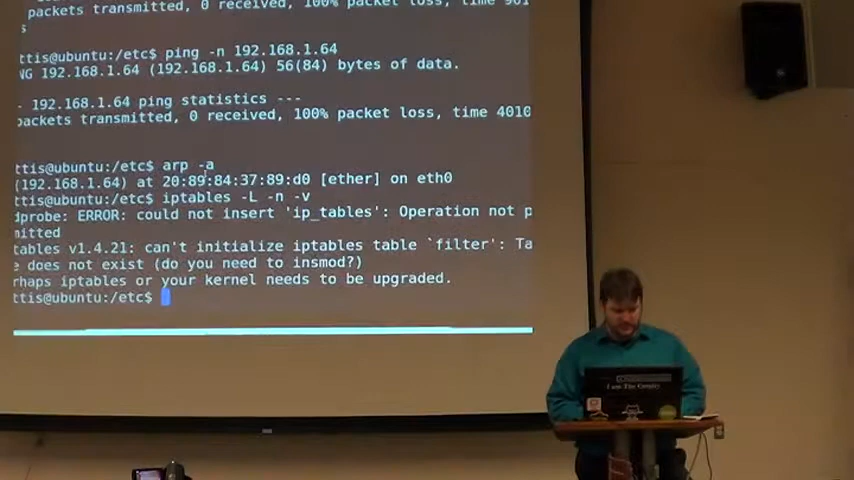 packets transmitted, 0 received, 100% packet loss, time 901
s
ttis@ubuntu:/etc$ ping -n 192.168.1.64
NG 192.168.1.64 (192.168.1.64) 56(84) bytes of data.
- 192.168.1.64 ping statistics ---
packets transmitted, 0 received, 100% packet loss, time 4010
ttis@ubuntu:/etc$ arp -a
(192.168.1.64) at 20:89:84:37:89:d0 [ether] on eth0
ttis@ubuntu:/etc$ iptables -L -n -v
dprobe: ERROR: could not insert 'ip_tables': Operation not p
mitted
tables v1.4.21: can't initialize iptables table `filter': Ta
e does not exist (do you need to insmod?)
rhaps iptables or your kernel needs to be upgraded.
ttis@ubuntu:/etc$
I am The Cavalry